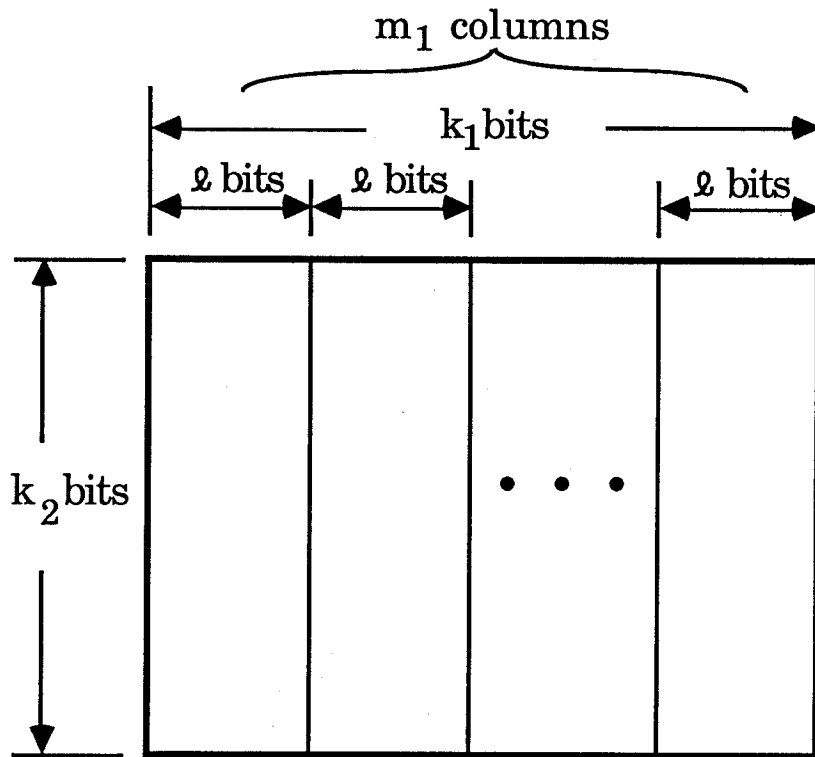 m₁ columns
k₁bits
ℓ bits ℓ bits ℓ bits
k₂bits